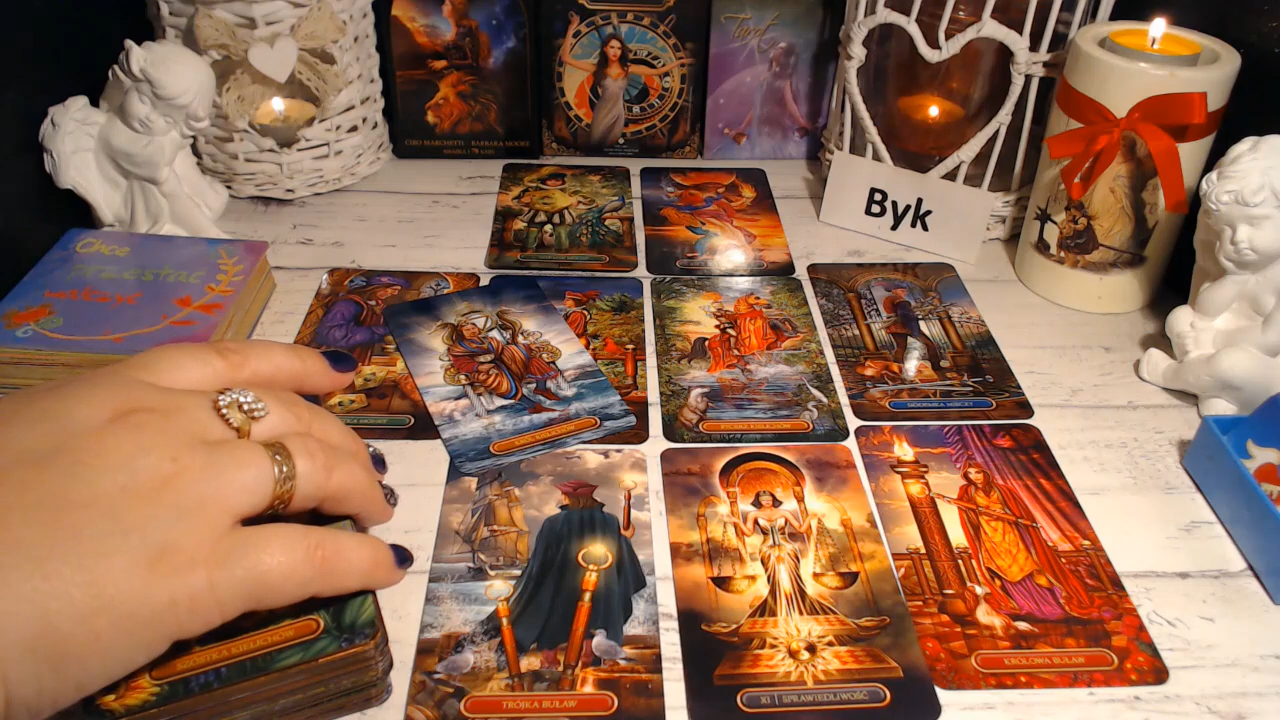 Tarot
CIRO MARCHETTI BARBARA MOORE
Byk
Chcę
przestać
walczyć
KRÓL KIELICHÓW
RYCERZ KIELICHÓW
SIÓDEMKA MIECZY
SZÓSTKA KIELICHÓW
TRÓJKA BUŁAW
XI SPRAWIEDLIWOŚĆ
KRÓLOWA BUŁAW